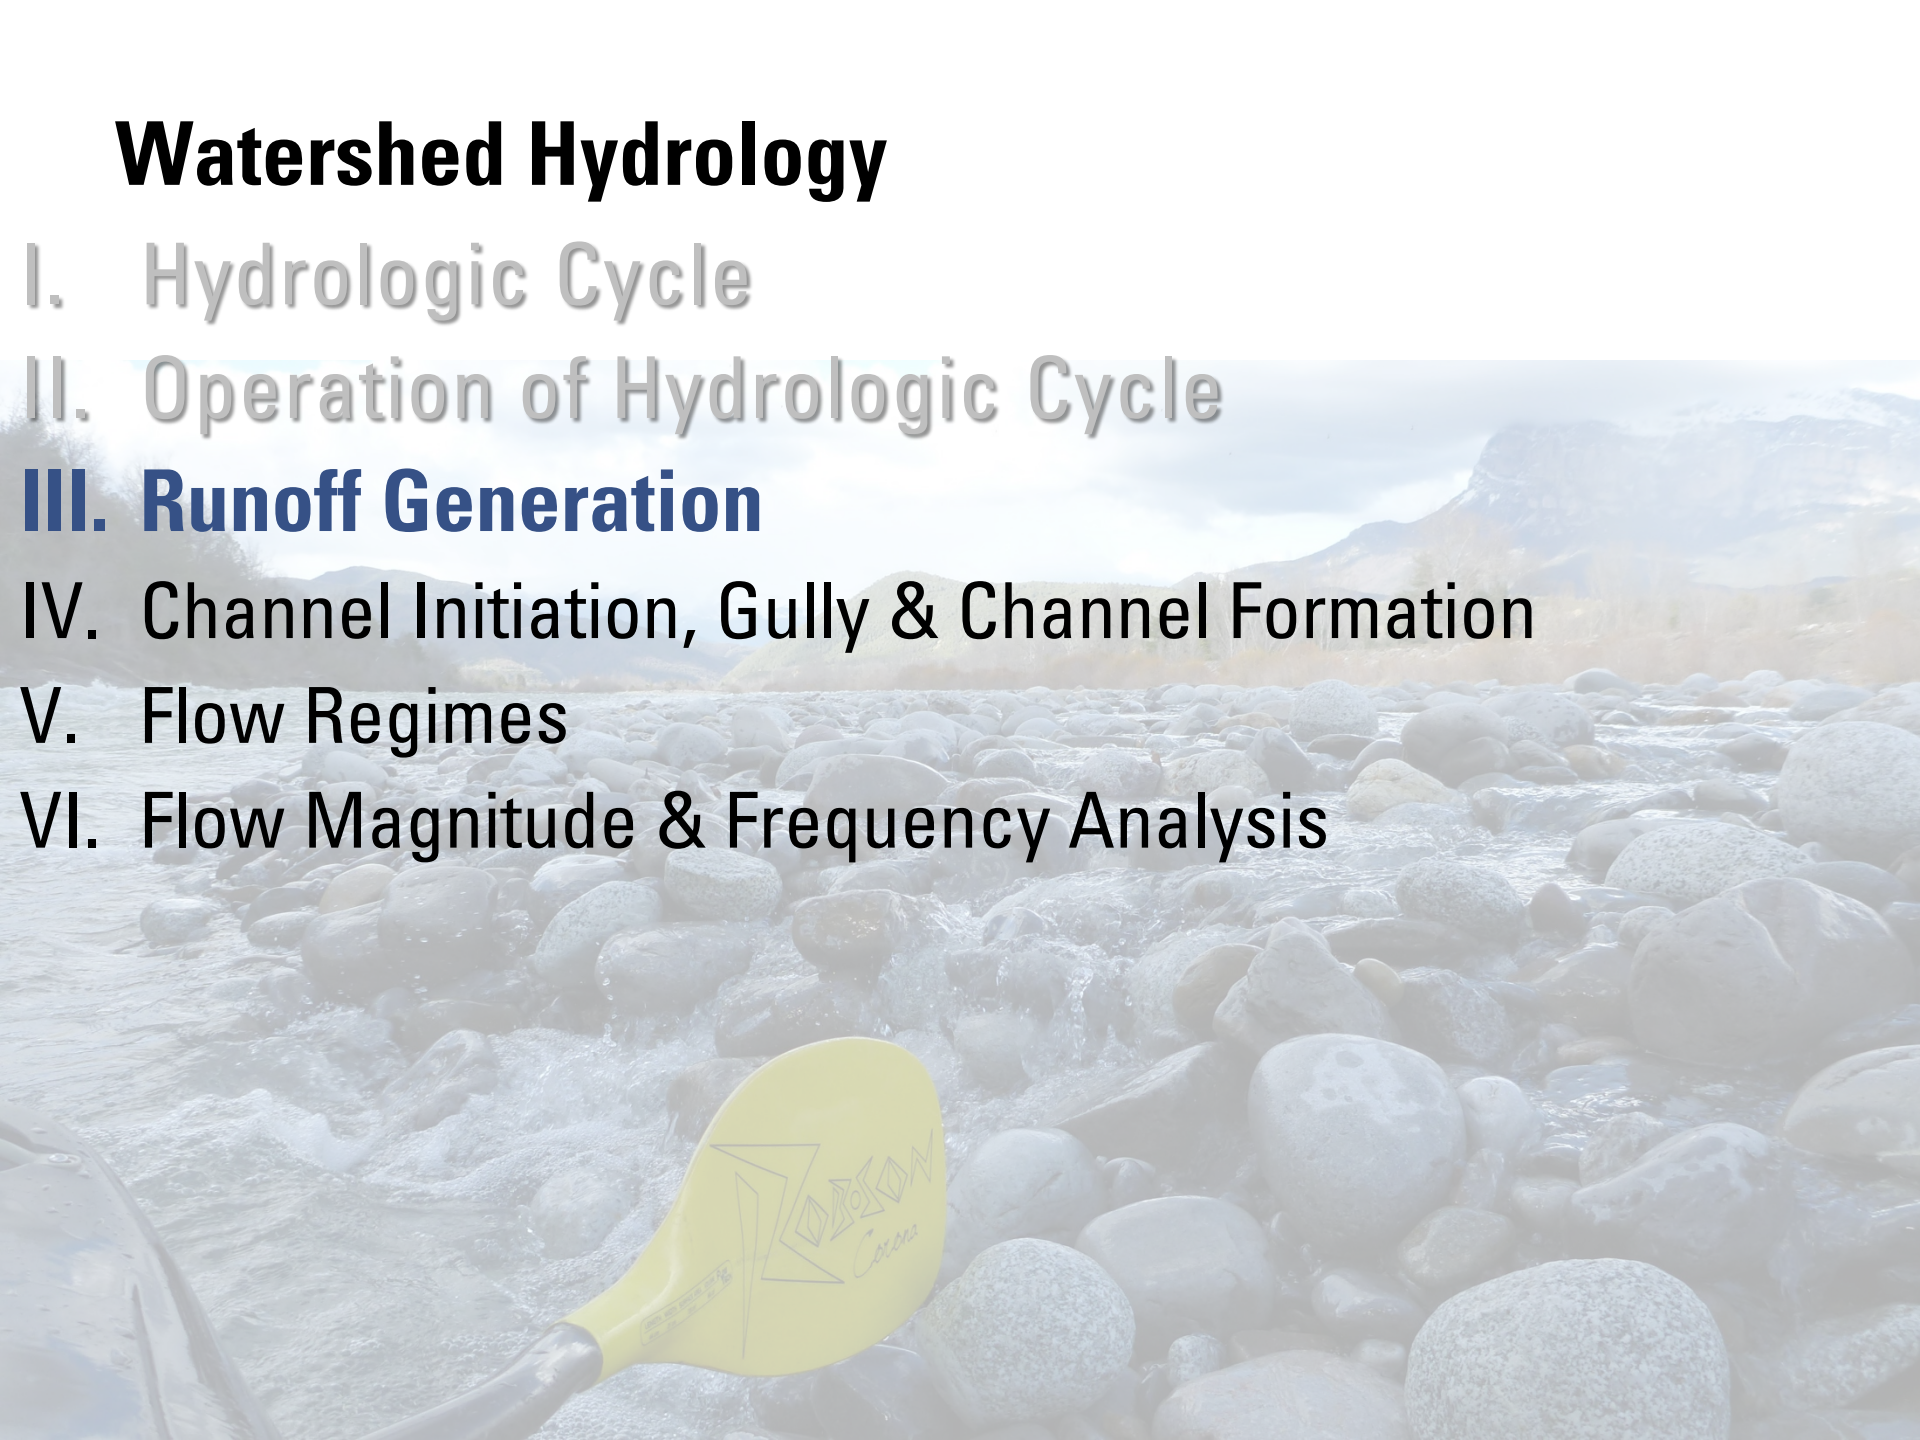 Watershed Hydrology
I. Hydrologic Cycle
II. Operation of Hydrologic Cycle
III. Runoff Generation
IV. Channel Initiation, Gully & Channel Formation
V. Flow Regimes
VI. Flow Magnitude & Frequency Analysis
ROBSON
Corona